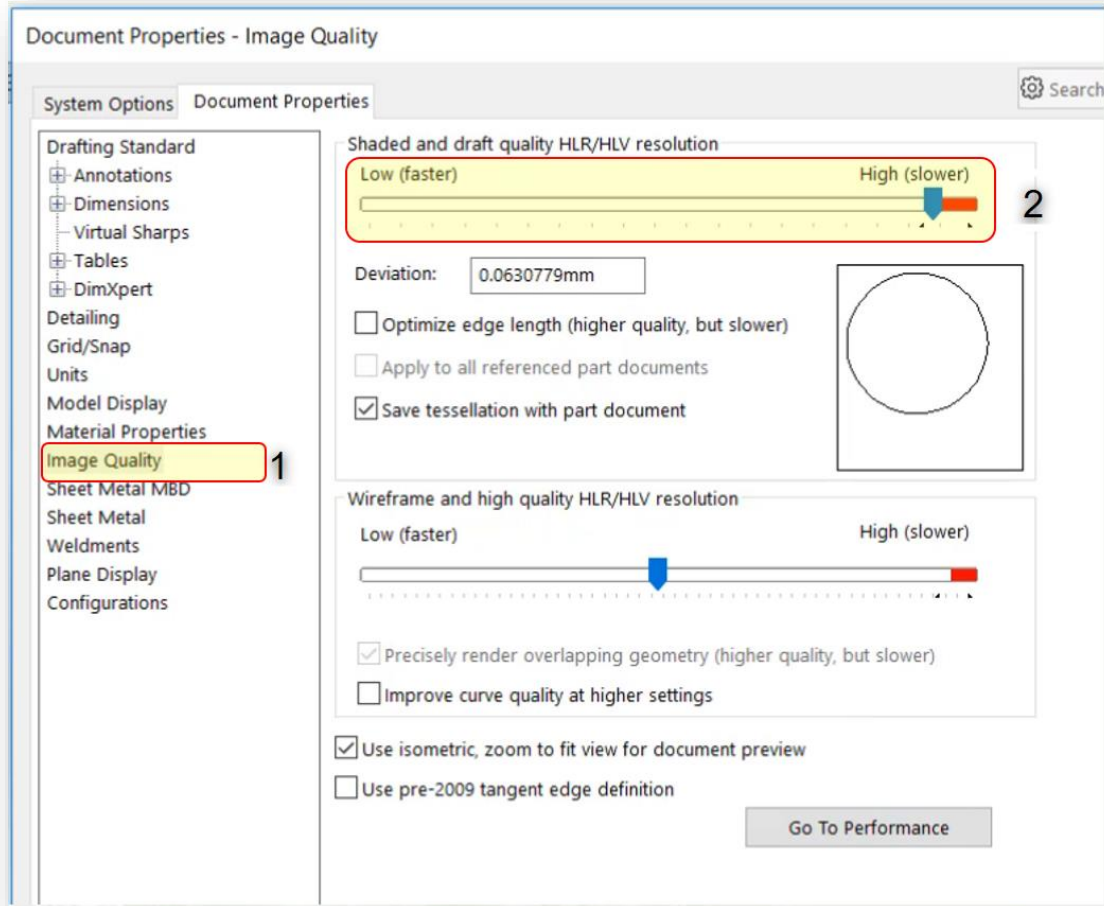 Document Properties - Image Quality
Search
System Options
Document Properties
Drafting Standard
Annotations
Dimensions
Virtual Sharps
Tables
DimXpert
Detailing
Grid/Snap
Units
Model Display
Material Properties
Image Quality
1
Sheet Metal MBD
Sheet Metal
Weldments
Plane Display
Configurations
Shaded and draft quality HLR/HLV resolution
Low (faster)
High (slower)
2
Deviation:
0.0630779mm
Optimize edge length (higher quality, but slower)
Apply to all referenced part documents
Save tessellation with part document
Wireframe and high quality HLR/HLV resolution
Low (faster)
High (slower)
Precisely render overlapping geometry (higher quality, but slower)
Improve curve quality at higher settings
Use isometric, zoom to fit view for document preview
Use pre-2009 tangent edge definition
Go To Performance